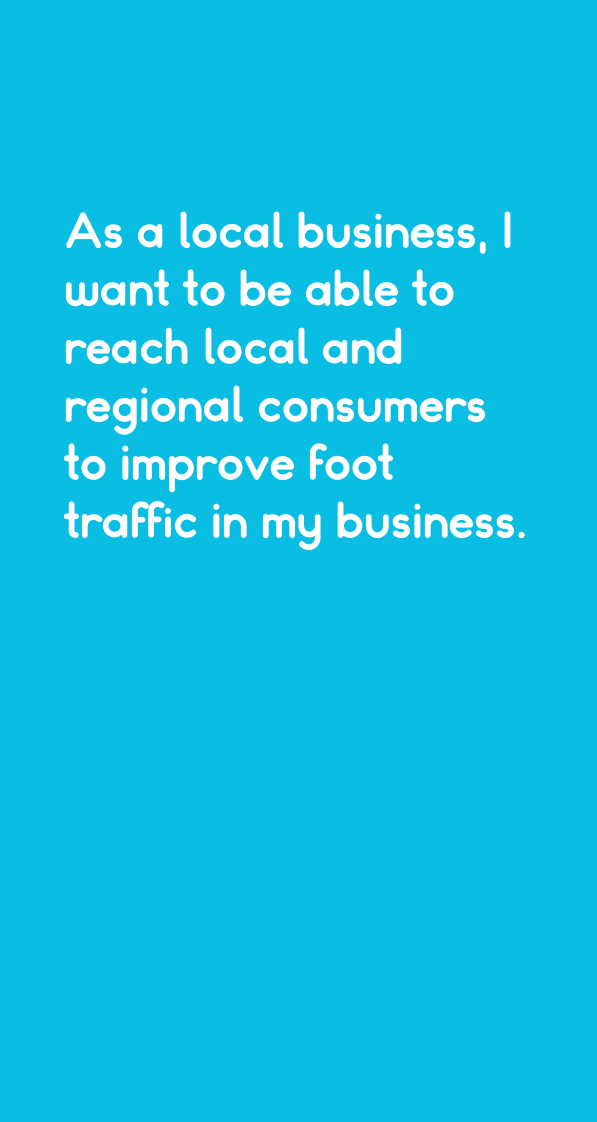 As a local business, I
want to be able to
reach local and
regional consumers
to improve foot
traffic in my business.